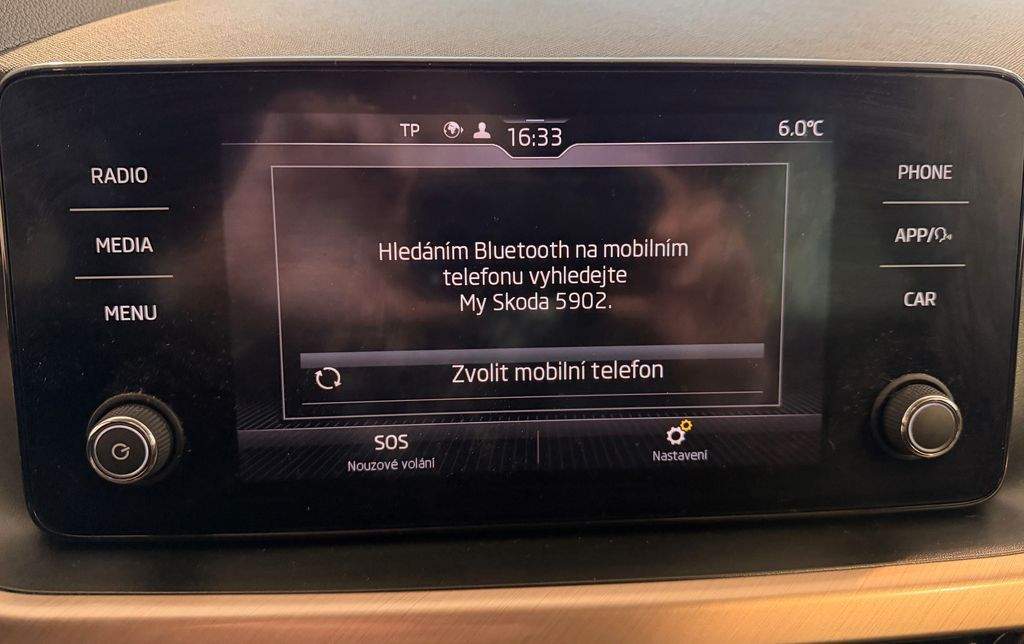 TP
16:33
6.0°C
RADIO
MEDIA
MENU
Hledáním Bluetooth na mobilním
telefonu vyhledejte
My Skoda 5902.
Zvolit mobilní telefon
SOS
Nouzové volání
Nastavení
PHONE
APP/
CAR